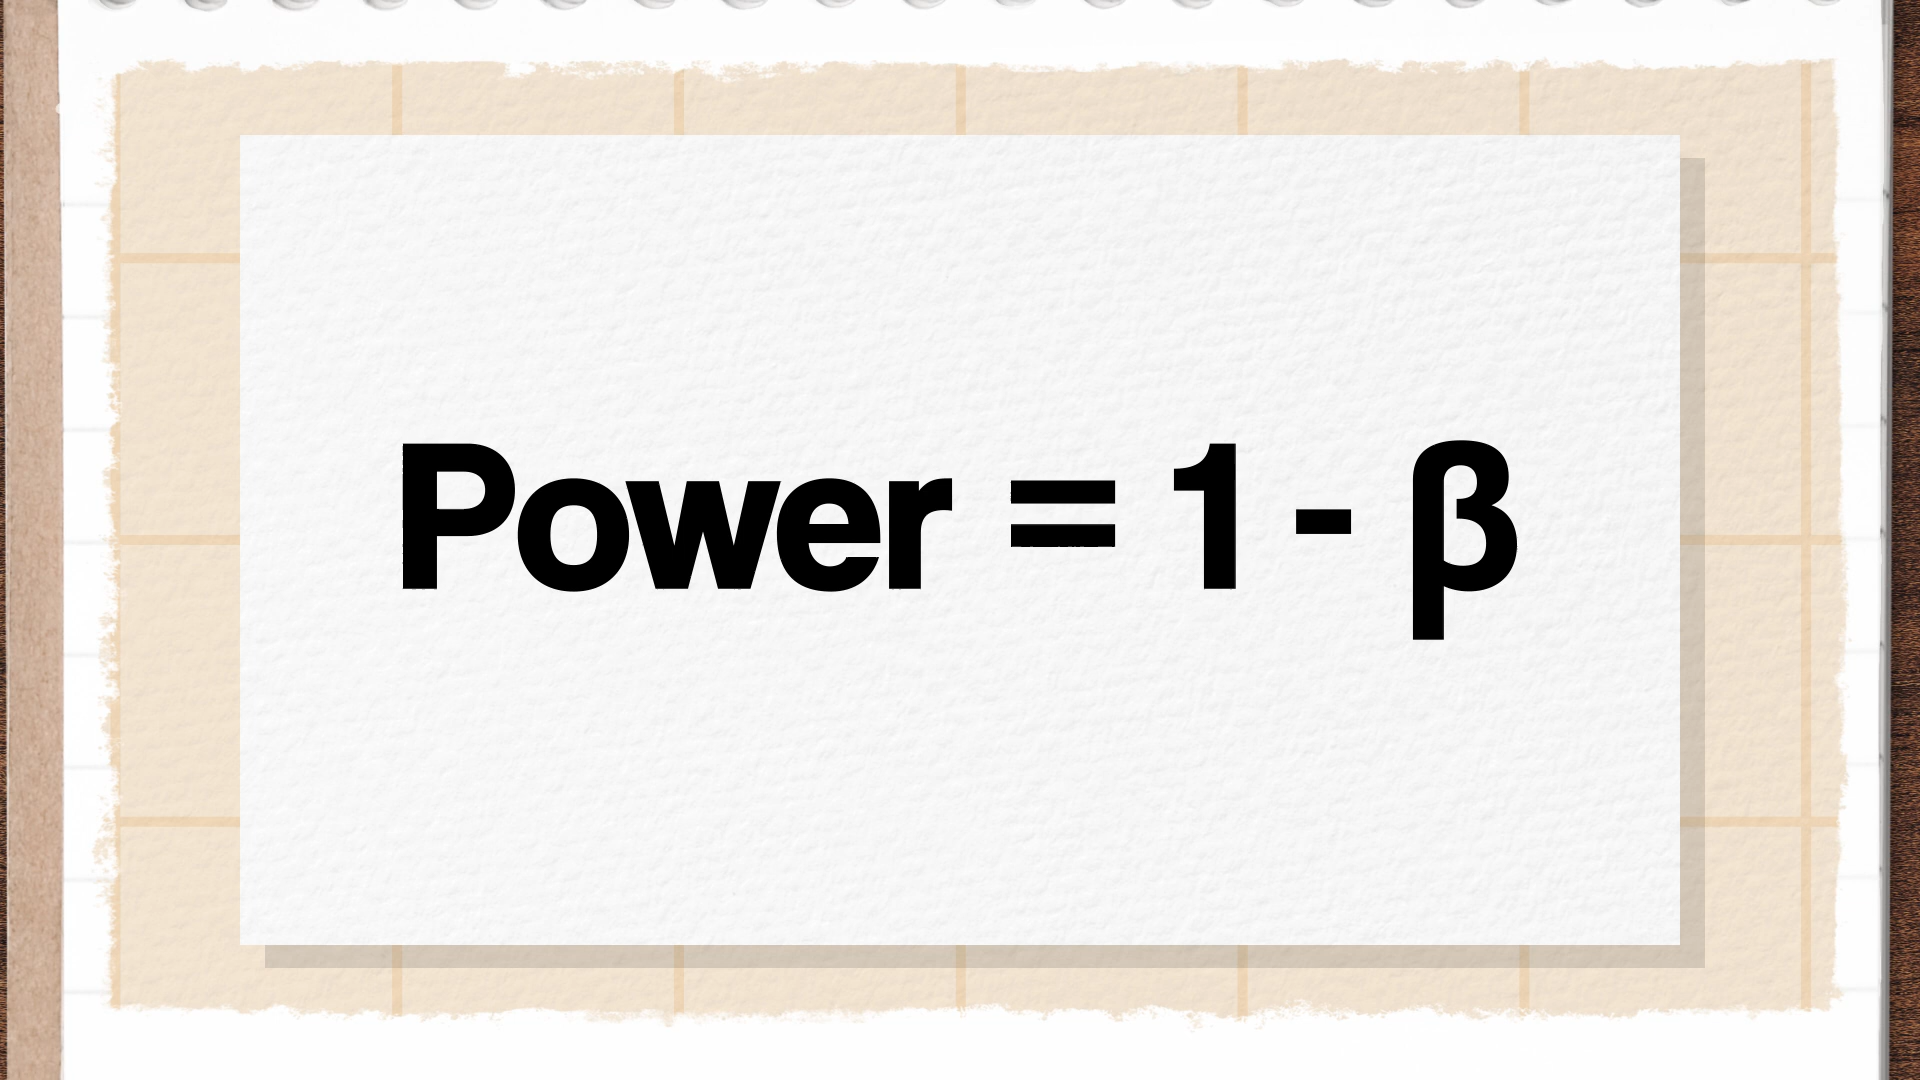 Power = 1 - β